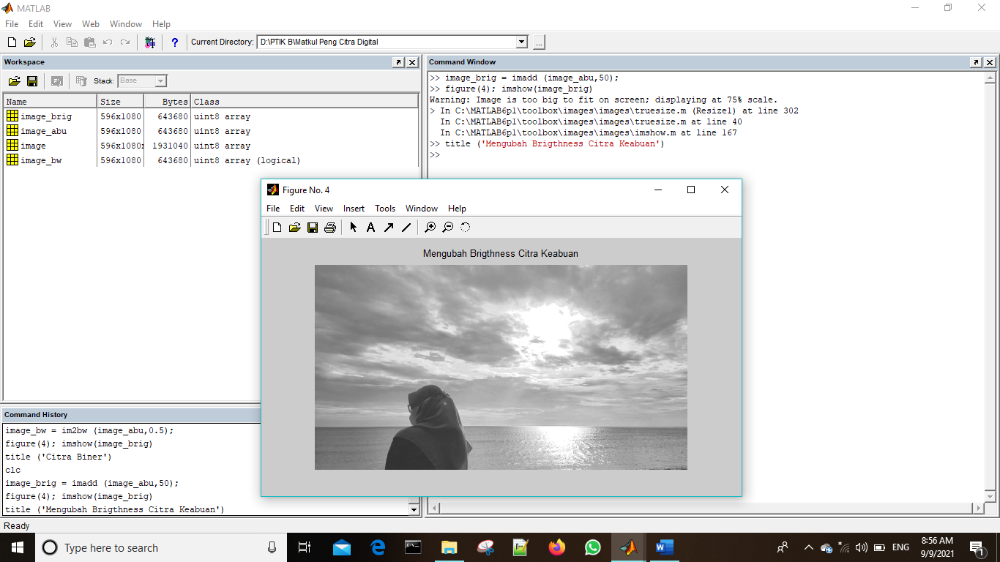 MATLAB
File Edit View Web Window Help
Current Directory: D:\PTIK B\Matkul Peng Citra Digital ...
Workspace
Stack: Base
Name Size Bytes Class
image_brig 596x1080 643680 uint8 array
image_abu 596x1080 643680 uint8 array
image 596x1080x 1931040 uint8 array
image_bw 596x1080 643680 uint8 array (logical)
Command Window
>> image_brig = imadd (image_abu,50);
>> figure(4); imshow(image_brig)
Warning: Image is too big to fit on screen; displaying at 75% scale.
> In C:\MATLAB6p1\toolbox\images\images\truesize.m (Resize1) at line 302
In C:\MATLAB6p1\toolbox\images\images\truesize.m at line 40
In C:\MATLAB6p1\toolbox\images\images\imshow.m at line 167
>> title ('Mengubah Brigthness Citra Keabuan')
>>
Figure No. 4
File Edit View Insert Tools Window Help
Mengubah Brigthness Citra Keabuan
Command History
image_bw = im2bw (image_abu,0.5);
figure(4); imshow(image_brig)
title ('Citra Biner')
clc
image_brig = imadd (image_abu,50);
figure(4); imshow(image_brig)
title ('Mengubah Brigthness Citra Keabuan')
Ready
Type here to search
ENG
8:56 AM
9/9/2021
1